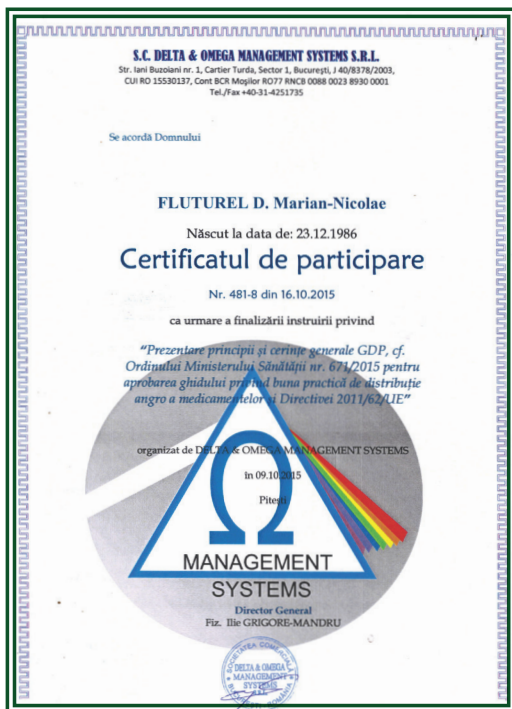 S.C. DELTA & OMEGA MANAGEMENT SYSTEMS S.R.L.
Str. Iani Buzoiani nr. 1, Cartier Turda, Sector 1, București, J 40/8378/2003,
CUI RO 15530137, Cont BCR Moșilor RO77 RNCB 0088 0023 8930 0001
Tel./Fax +40-31-4251735
Se acordă Domnului
FLUTUREL D. Marian-Nicolae
Născut la data de: 23.12.1986
Certificatul de participare
Nr. 481-8 din 16.10.2015
ca urmare a finalizării instruirii privind
"Prezentare principii și cerințe generale GDP, cf.
Ordinului Ministerului Sănătății nr. 671/2015 pentru
aprobarea ghidului privind buna practică de distribuție
angro a medicamentelor și Directivei 2011/62/UE"
organizat de DELTA & OMEGA MANAGEMENT SYSTEMS
în 09.10.2015
Pitești
Ω
MANAGEMENT
SYSTEMS
Director General
Fiz. Ilie GRIGORE-MANDRU
SOCIETATEA COMERCIALĂ
DELTA & OMEGA
MANAGEMENT
SYSTEMS
BUCUREȘTI ROMÂNIA